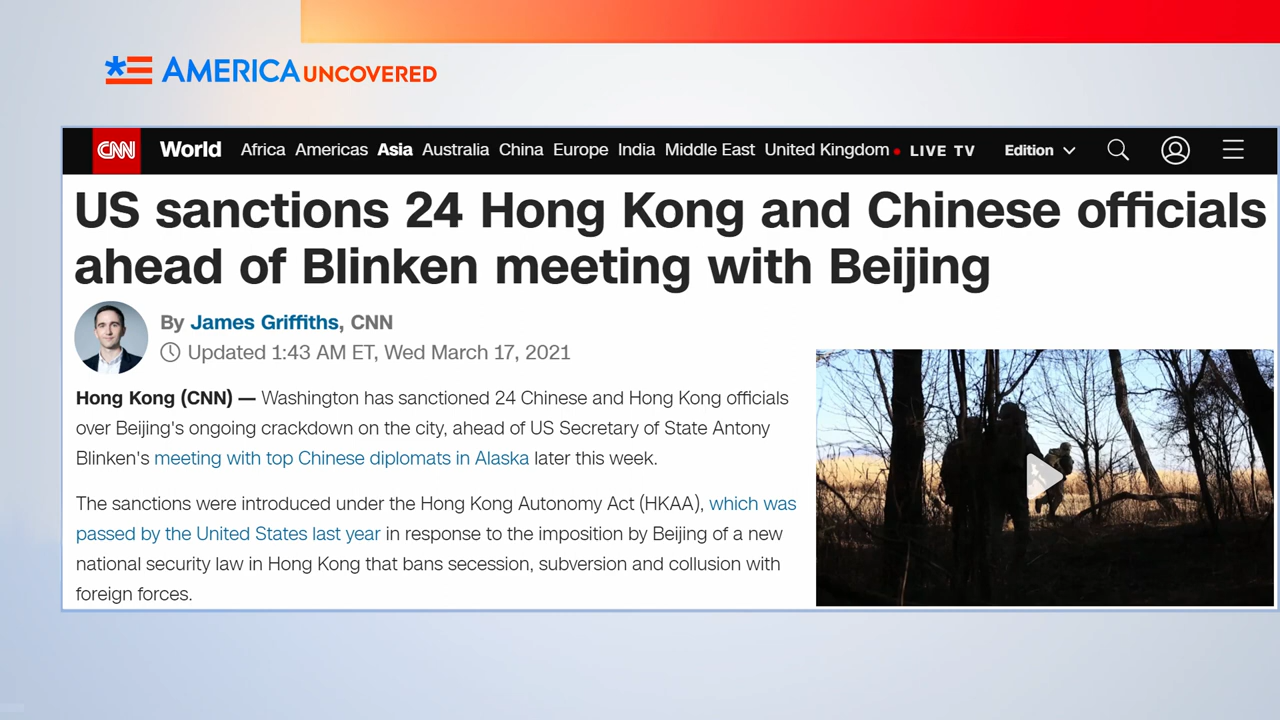 AMERICA UNCOVERED
CNN World Africa Americas Asia Australia China Europe India Middle East United Kingdom LIVE TV Edition
US sanctions 24 Hong Kong and Chinese officials
ahead of Blinken meeting with Beijing
By James Griffiths, CNN
Updated 1:43 AM ET, Wed March 17, 2021
Hong Kong (CNN) — Washington has sanctioned 24 Chinese and Hong Kong officials
over Beijing's ongoing crackdown on the city, ahead of US Secretary of State Antony
Blinken's meeting with top Chinese diplomats in Alaska later this week.
The sanctions were introduced under the Hong Kong Autonomy Act (HKAA), which was
passed by the United States last year in response to the imposition by Beijing of a new
national security law in Hong Kong that bans secession, subversion and collusion with
foreign forces.